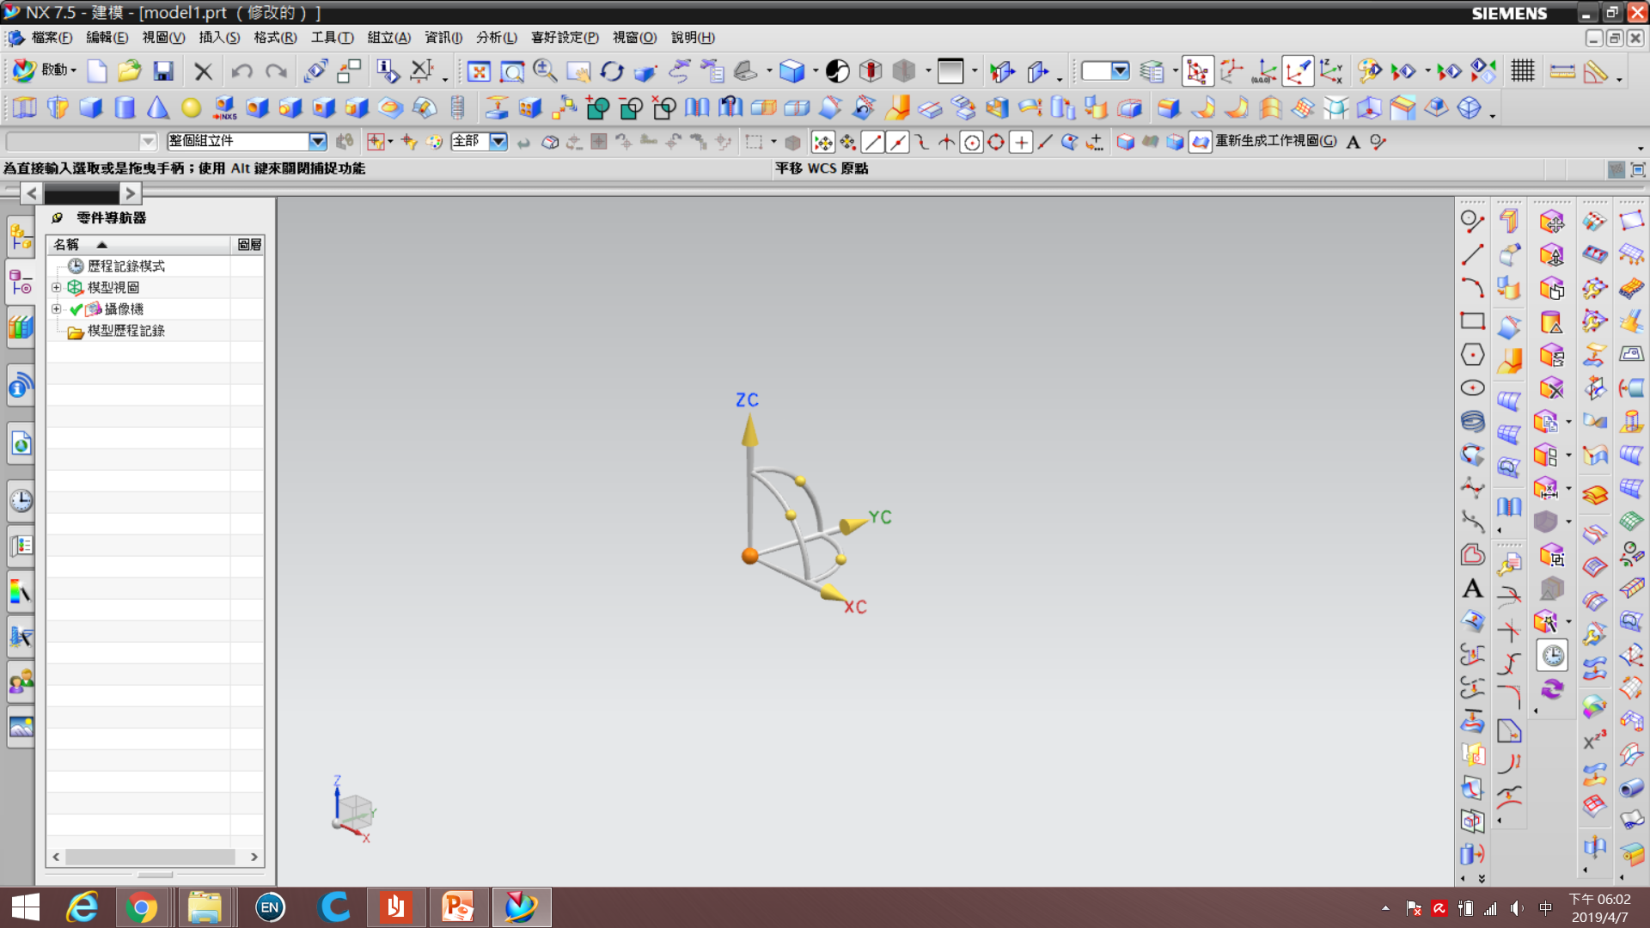 NX 7.5 - 建模 - [model1.prt （修改的）]
SIEMENS
檔案(F) 編輯(E) 視圖(V) 插入(S) 格式(R) 工具(T) 組立(A) 資訊(I) 分析(L) 喜好設定(P) 視窗(O) 說明(H)
啟動
整個組立件
全部
重新生成工作視圖(G)
A
為直接輸入選取或是拖曳手柄；使用 Alt 鍵來關閉捕捉功能
平移 WCS 原點
零件導航器
名稱 圖層
歷程記錄模式
模型視圖
攝像機
模型歷程記錄
ZC
YC
XC
Z
Y
X
A
EN
中
下午 06:02
2019/4/7